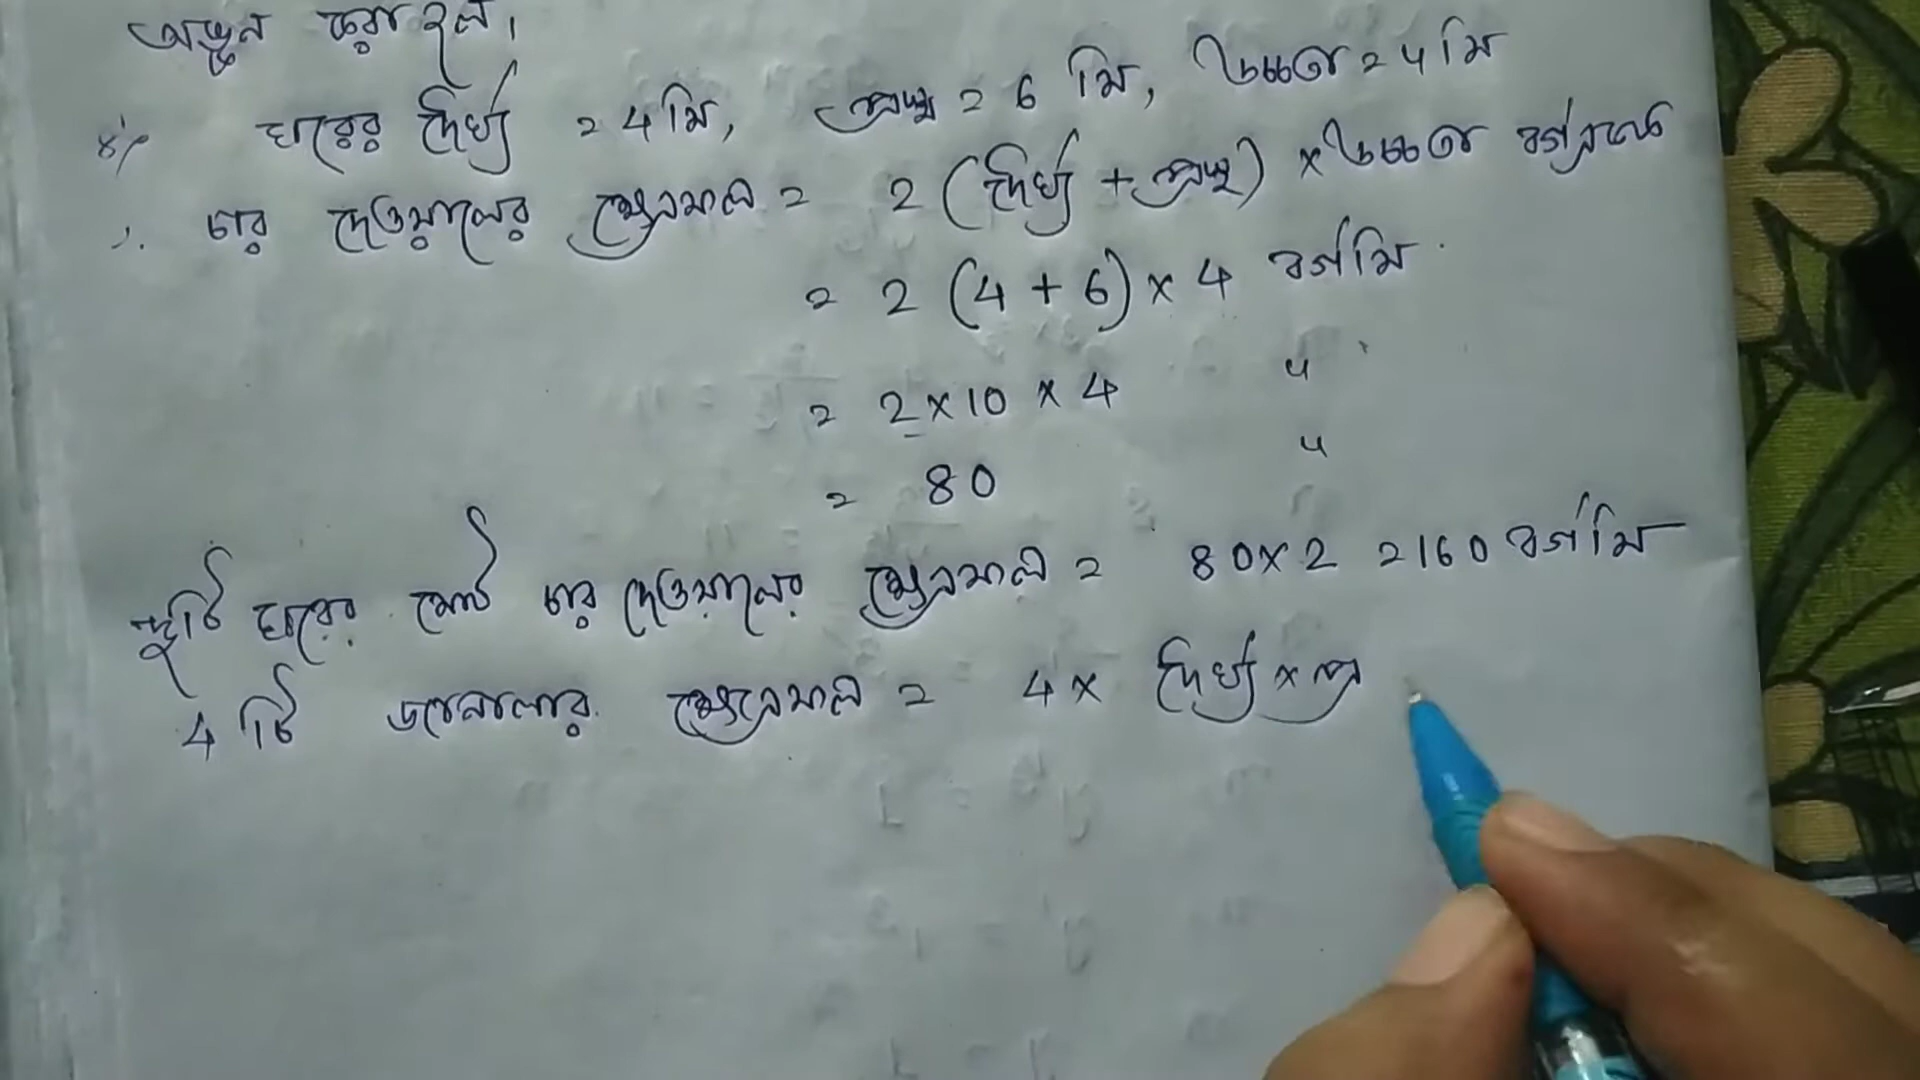 অঙ্কন করা হল।
৪/ ঘরের দৈর্ঘ্য = 4 মি, প্রস্থ = 6 মি, উচ্চতা = 4 মি
∴ চার দেওয়ালের ক্ষেত্রফল = 2 (দৈর্ঘ্য + প্রস্থ) × উচ্চতা বর্গএকক
= 2 (4 + 6) × 4 বর্গমি
= 2 × 10 × 4 "
= 80 "
দুটি ঘরের মোট চার দেওয়ালের ক্ষেত্রফল = 80 × 2 = 160 বর্গমি
4 টি জানালার ক্ষেত্রফল = 4 × দৈর্ঘ্য × প্র